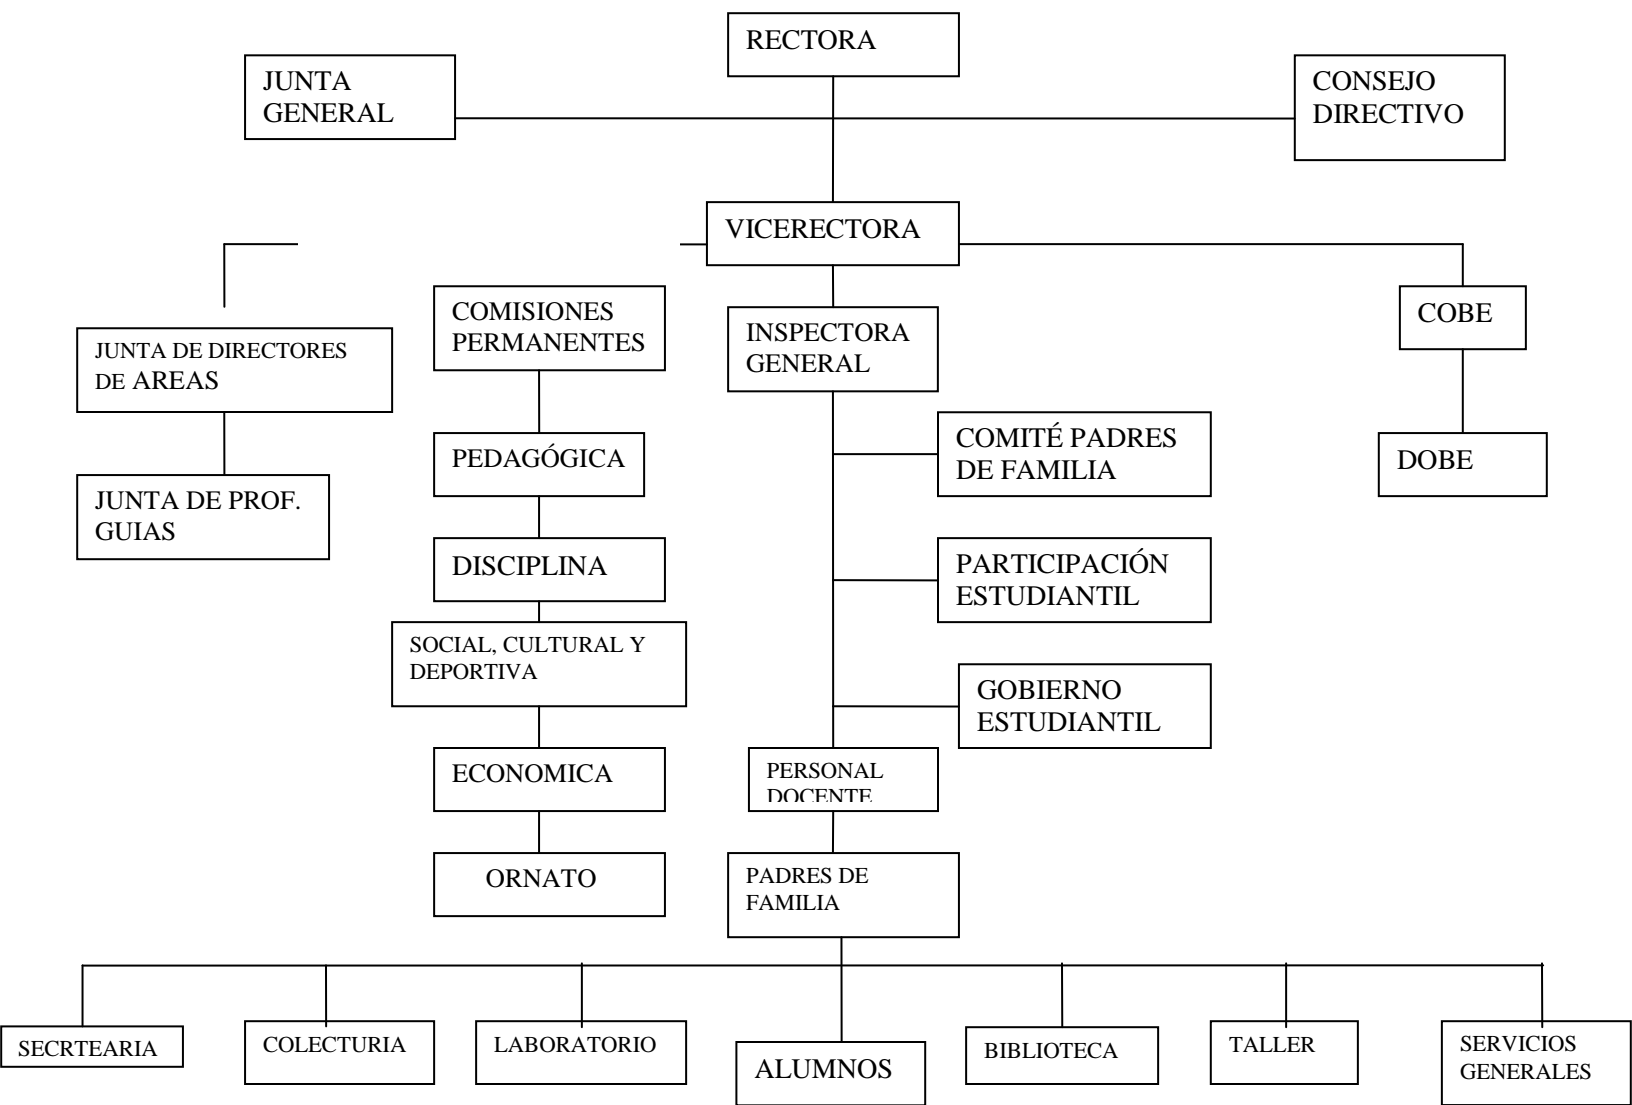 RECTORA
JUNTA
GENERAL
CONSEJO
DIRECTIVO
VICERECTORA
COMISIONES
PERMANENTES
INSPECTORA
GENERAL
COBE
JUNTA DE DIRECTORES
DE AREAS
PEDAGÓGICA
COMITÉ PADRES
DE FAMILIA
DOBE
JUNTA DE PROF.
GUIAS
DISCIPLINA
PARTICIPACIÓN
ESTUDIANTIL
SOCIAL, CULTURAL Y
DEPORTIVA
GOBIERNO
ESTUDIANTIL
ECONOMICA
PERSONAL
DOCENTE
ORNATO
PADRES DE
FAMILIA
SECRTEARIA
COLECTURIA
LABORATORIO
ALUMNOS
BIBLIOTECA
TALLER
SERVICIOS
GENERALES